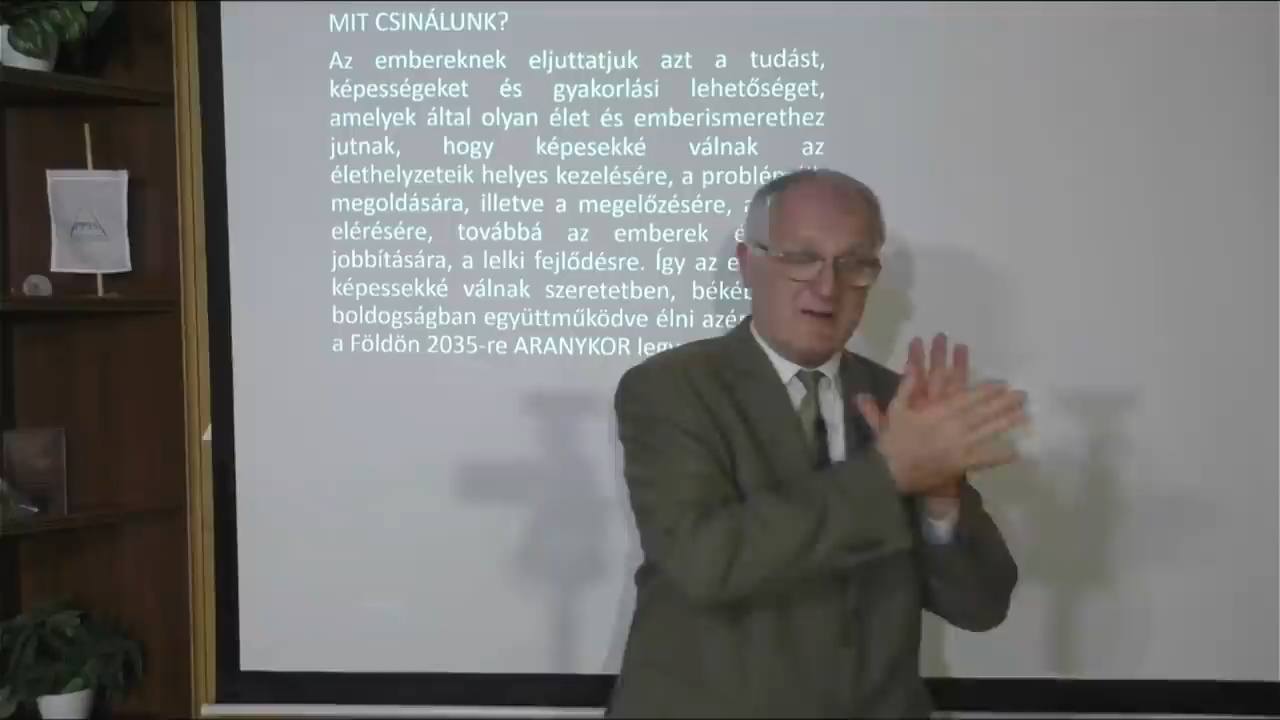 MIT CSINÁLUNK?
Az embereknek eljuttatjuk azt a tudást,
képességeket és gyakorlási lehetőséget,
amelyek által olyan élet és emberismerethez
jutnak, hogy képesekké válnak az
élethelyzeteik helyes kezelésére, a
megoldására, illetve a megelőzésére,
elérésére, továbbá az emberek
jobbítására, a lelki fejlődésre. Így az
képessekké válnak szeretetben,
boldogságban együttműködve élni
a Földön 2035-re ARANYKOR